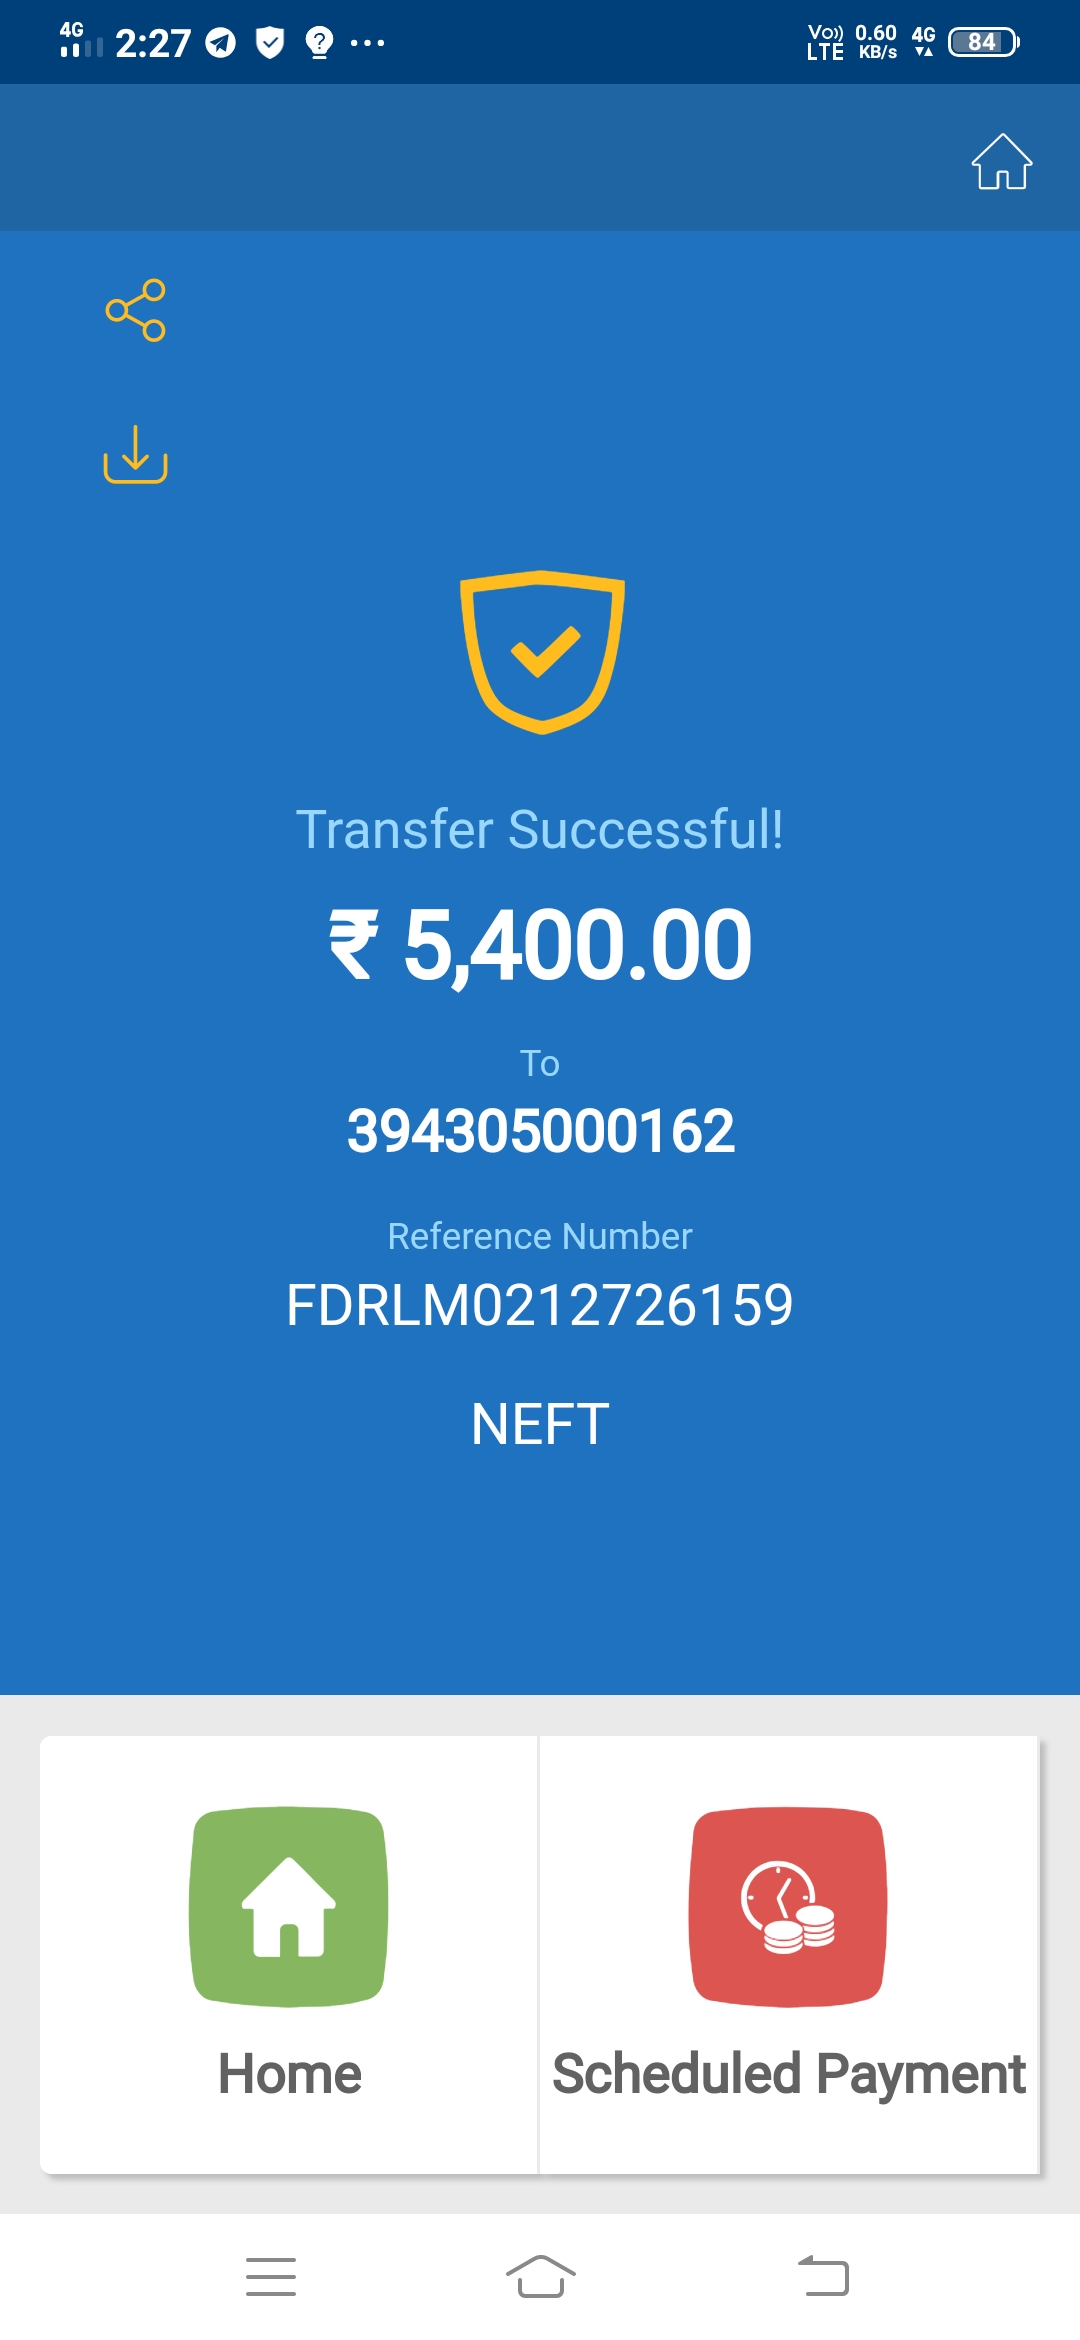 4G 2:27 ? ... Vo)) LTE 0.60 KB/s 4G 84
Transfer Successful!
₹ 5,400.00
To
394305000162
Reference Number
FDRLM0212726159
NEFT
Home
Scheduled Payment